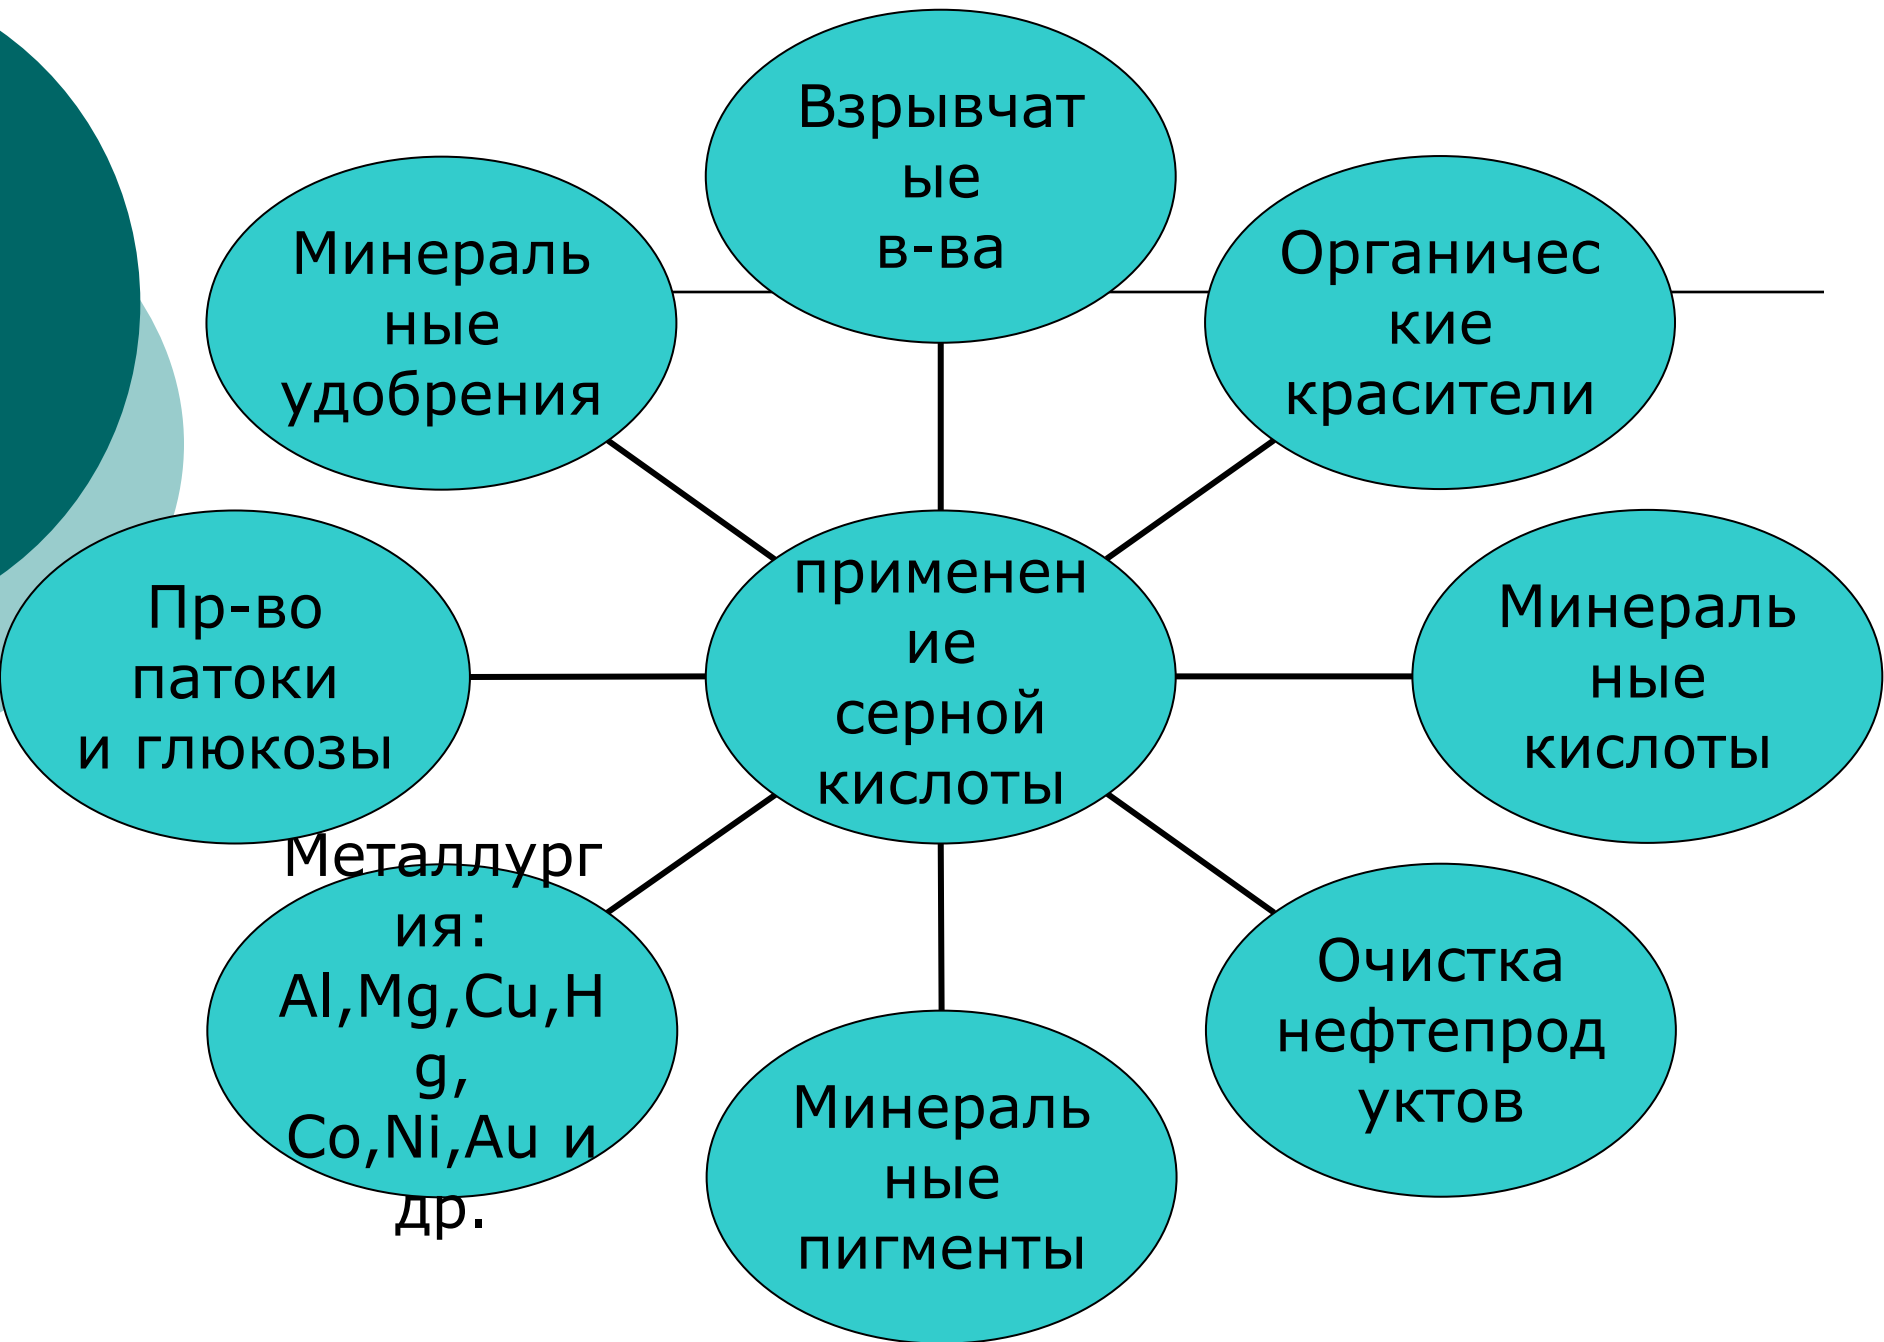 Взрывчат
ые
в-ва
Минераль
ные
удобрения
Органичес
кие
красители
Пр-во
патоки
и глюкозы
применен
ие
серной
кислоты
Минераль
ные
кислоты
Металлург
ия:
Al,Mg,Cu,H
g,
Co,Ni,Au и
др.
Минераль
ные
пигменты
Очистка
нефтепрод
уктов